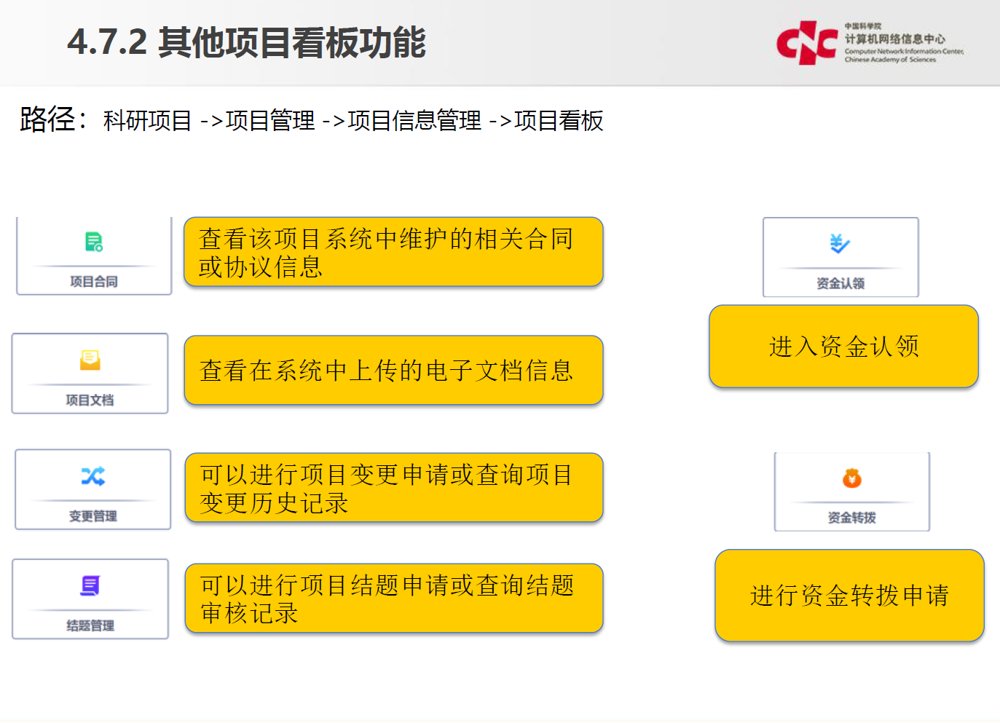 4.7.2 其他项目看板功能
中国科学院
计算机网络信息中心
Computer Network Information Center,
Chinese Academy of Sciences
路径：科研项目 ->项目管理 ->项目信息管理 ->项目看板
项目合同
查看该项目系统中维护的相关合同
或协议信息
资金认领
进入资金认领
项目文档
查看在系统中上传的电子文档信息
变更管理
可以进行项目变更申请或查询项目
变更历史记录
资金转拨
进行资金转拨申请
结题管理
可以进行项目结题申请或查询结题
审核记录